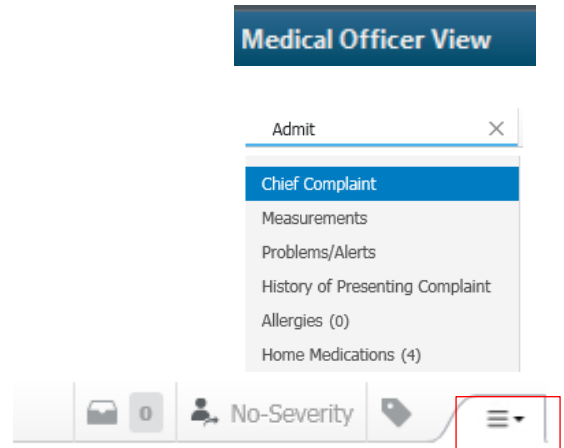 Medical Officer View
Admit
Chief Complaint
Measurements
Problems/Alerts
History of Presenting Complaint
Allergies (0)
Home Medications (4)
0 No-Severity